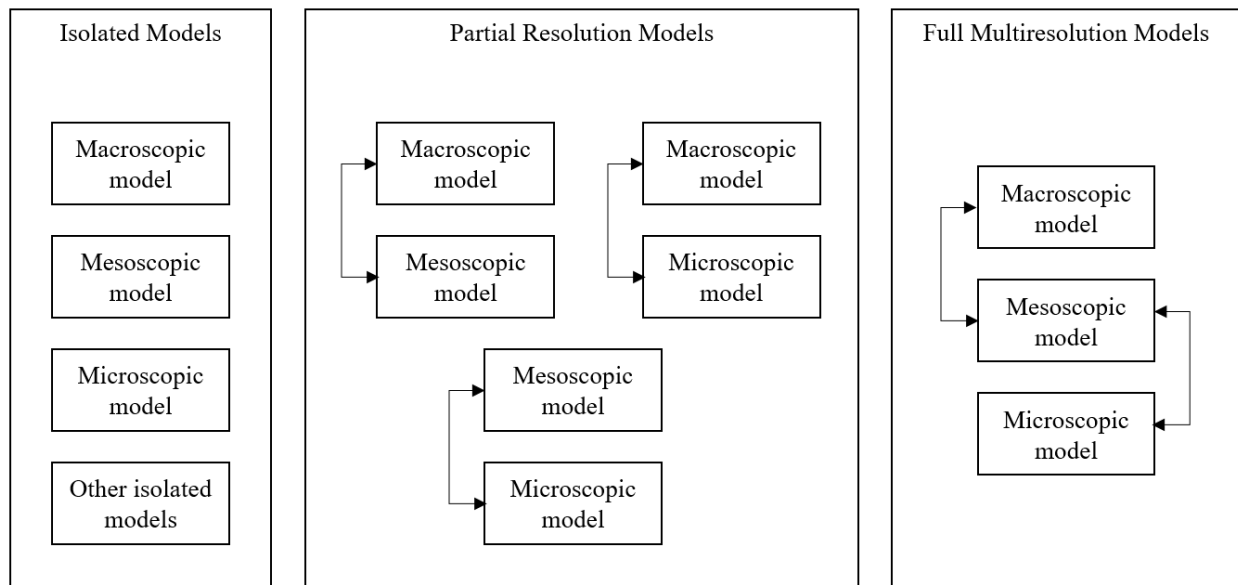 Isolated Models
Macroscopic
model
Mesoscopic
model
Microscopic
model
Other isolated
models
Partial Resolution Models
Macroscopic
model
Mesoscopic
model
Macroscopic
model
Microscopic
model
Mesoscopic
model
Microscopic
model
Full Multiresolution Models
Macroscopic
model
Mesoscopic
model
Microscopic
model